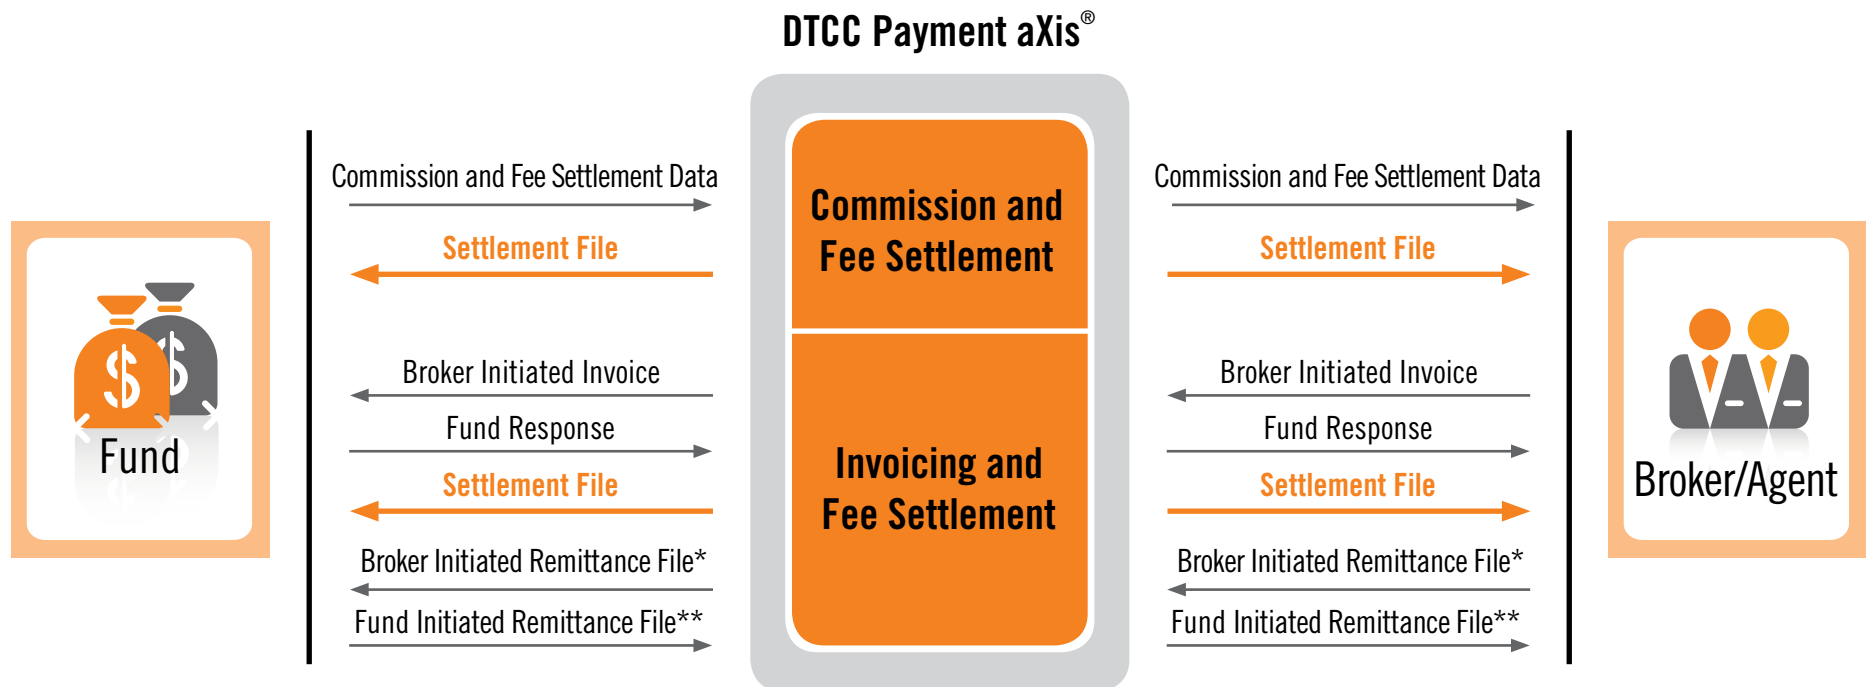 DTCC Payment aXis®
Commission and Fee Settlement Data
Settlement File
Broker Initiated Invoice
Fund Response
Settlement File
Broker Initiated Remittance File*
Fund Initiated Remittance File**
Commission and
Fee Settlement
Invoicing and
Fee Settlement
Commission and Fee Settlement Data
Settlement File
Broker Initiated Invoice
Fund Response
Settlement File
Broker Initiated Remittance File*
Fund Initiated Remittance File**
$
$
Fund
Broker/Agent